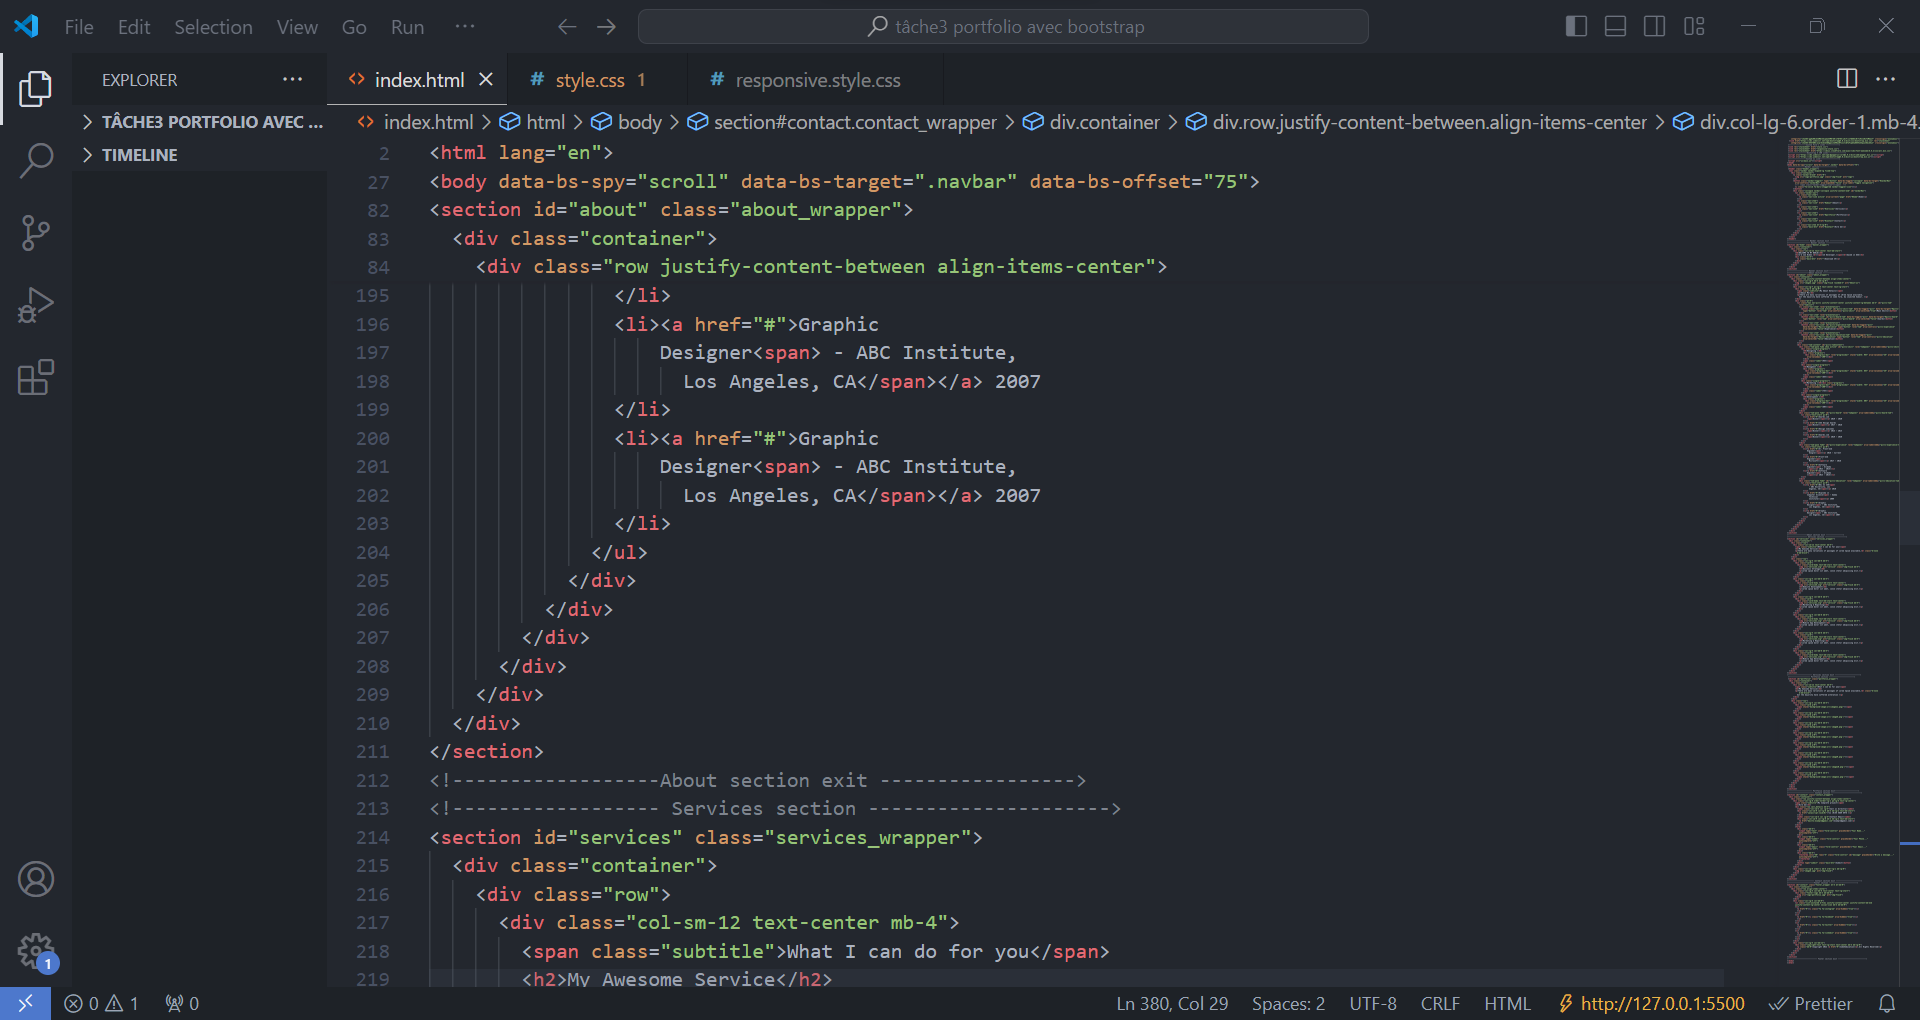 File Edit Selection View Go Run ··· tâche3 portfolio avec bootstrap
EXPLORER ···
TÂCHE3 PORTFOLIO AVEC ...
TIMELINE
index.html style.css 1 responsive.style.css
index.html > html > body > section#contact.contact_wrapper > div.container > div.row.justify-content-between.align-items-center > div.col-lg-6.order-1.mb-4.
2 <html lang="en">
27 <body data-bs-spy="scroll" data-bs-target=".navbar" data-bs-offset="75">
82 <section id="about" class="about_wrapper">
83 <div class="container">
84 <div class="row justify-content-between align-items-center">
195 </li>
196 <li><a href="#">Graphic
197 Designer<span> - ABC Institute,
198 Los Angeles, CA</span></a> 2007
199 </li>
200 <li><a href="#">Graphic
201 Designer<span> - ABC Institute,
202 Los Angeles, CA</span></a> 2007
203 </li>
204 </ul>
205 </div>
206 </div>
207 </div>
208 </div>
209 </div>
210 </div>
211 </section>
212 <!------------------About section exit ----------------->
213 <!------------------ Services section --------------------->
214 <section id="services" class="services_wrapper">
215 <div class="container">
216 <div class="row">
217 <div class="col-sm-12 text-center mb-4">
218 <span class="subtitle">What I can do for you</span>
219 <h2>My Awesome Service</h2>
1
0 1 0 Ln 380, Col 29 Spaces: 2 UTF-8 CRLF HTML http://127.0.0.1:5500 Prettier